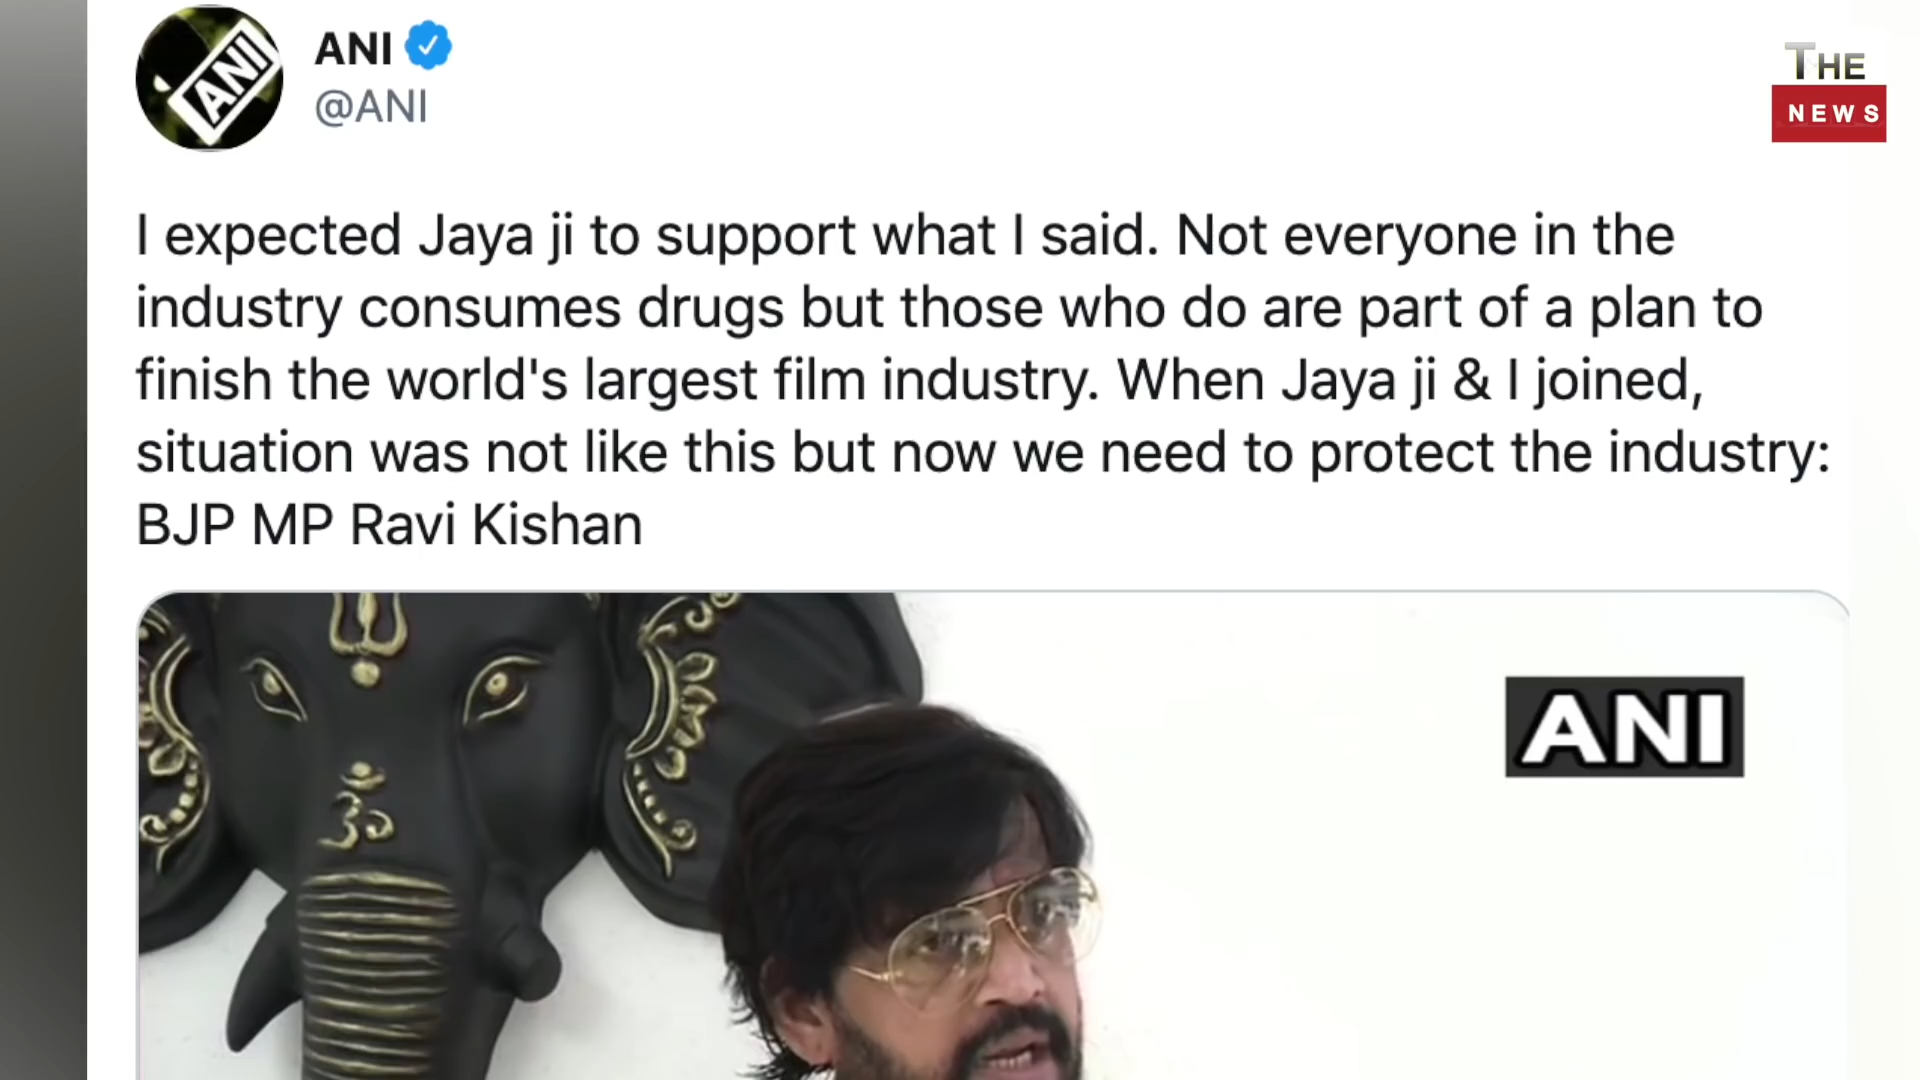 ANI
ANI
@ANI
THE
NEWS
I expected Jaya ji to support what I said. Not everyone in the
industry consumes drugs but those who do are part of a plan to
finish the world's largest film industry. When Jaya ji & I joined,
situation was not like this but now we need to protect the industry:
BJP MP Ravi Kishan
ANI
ॐ